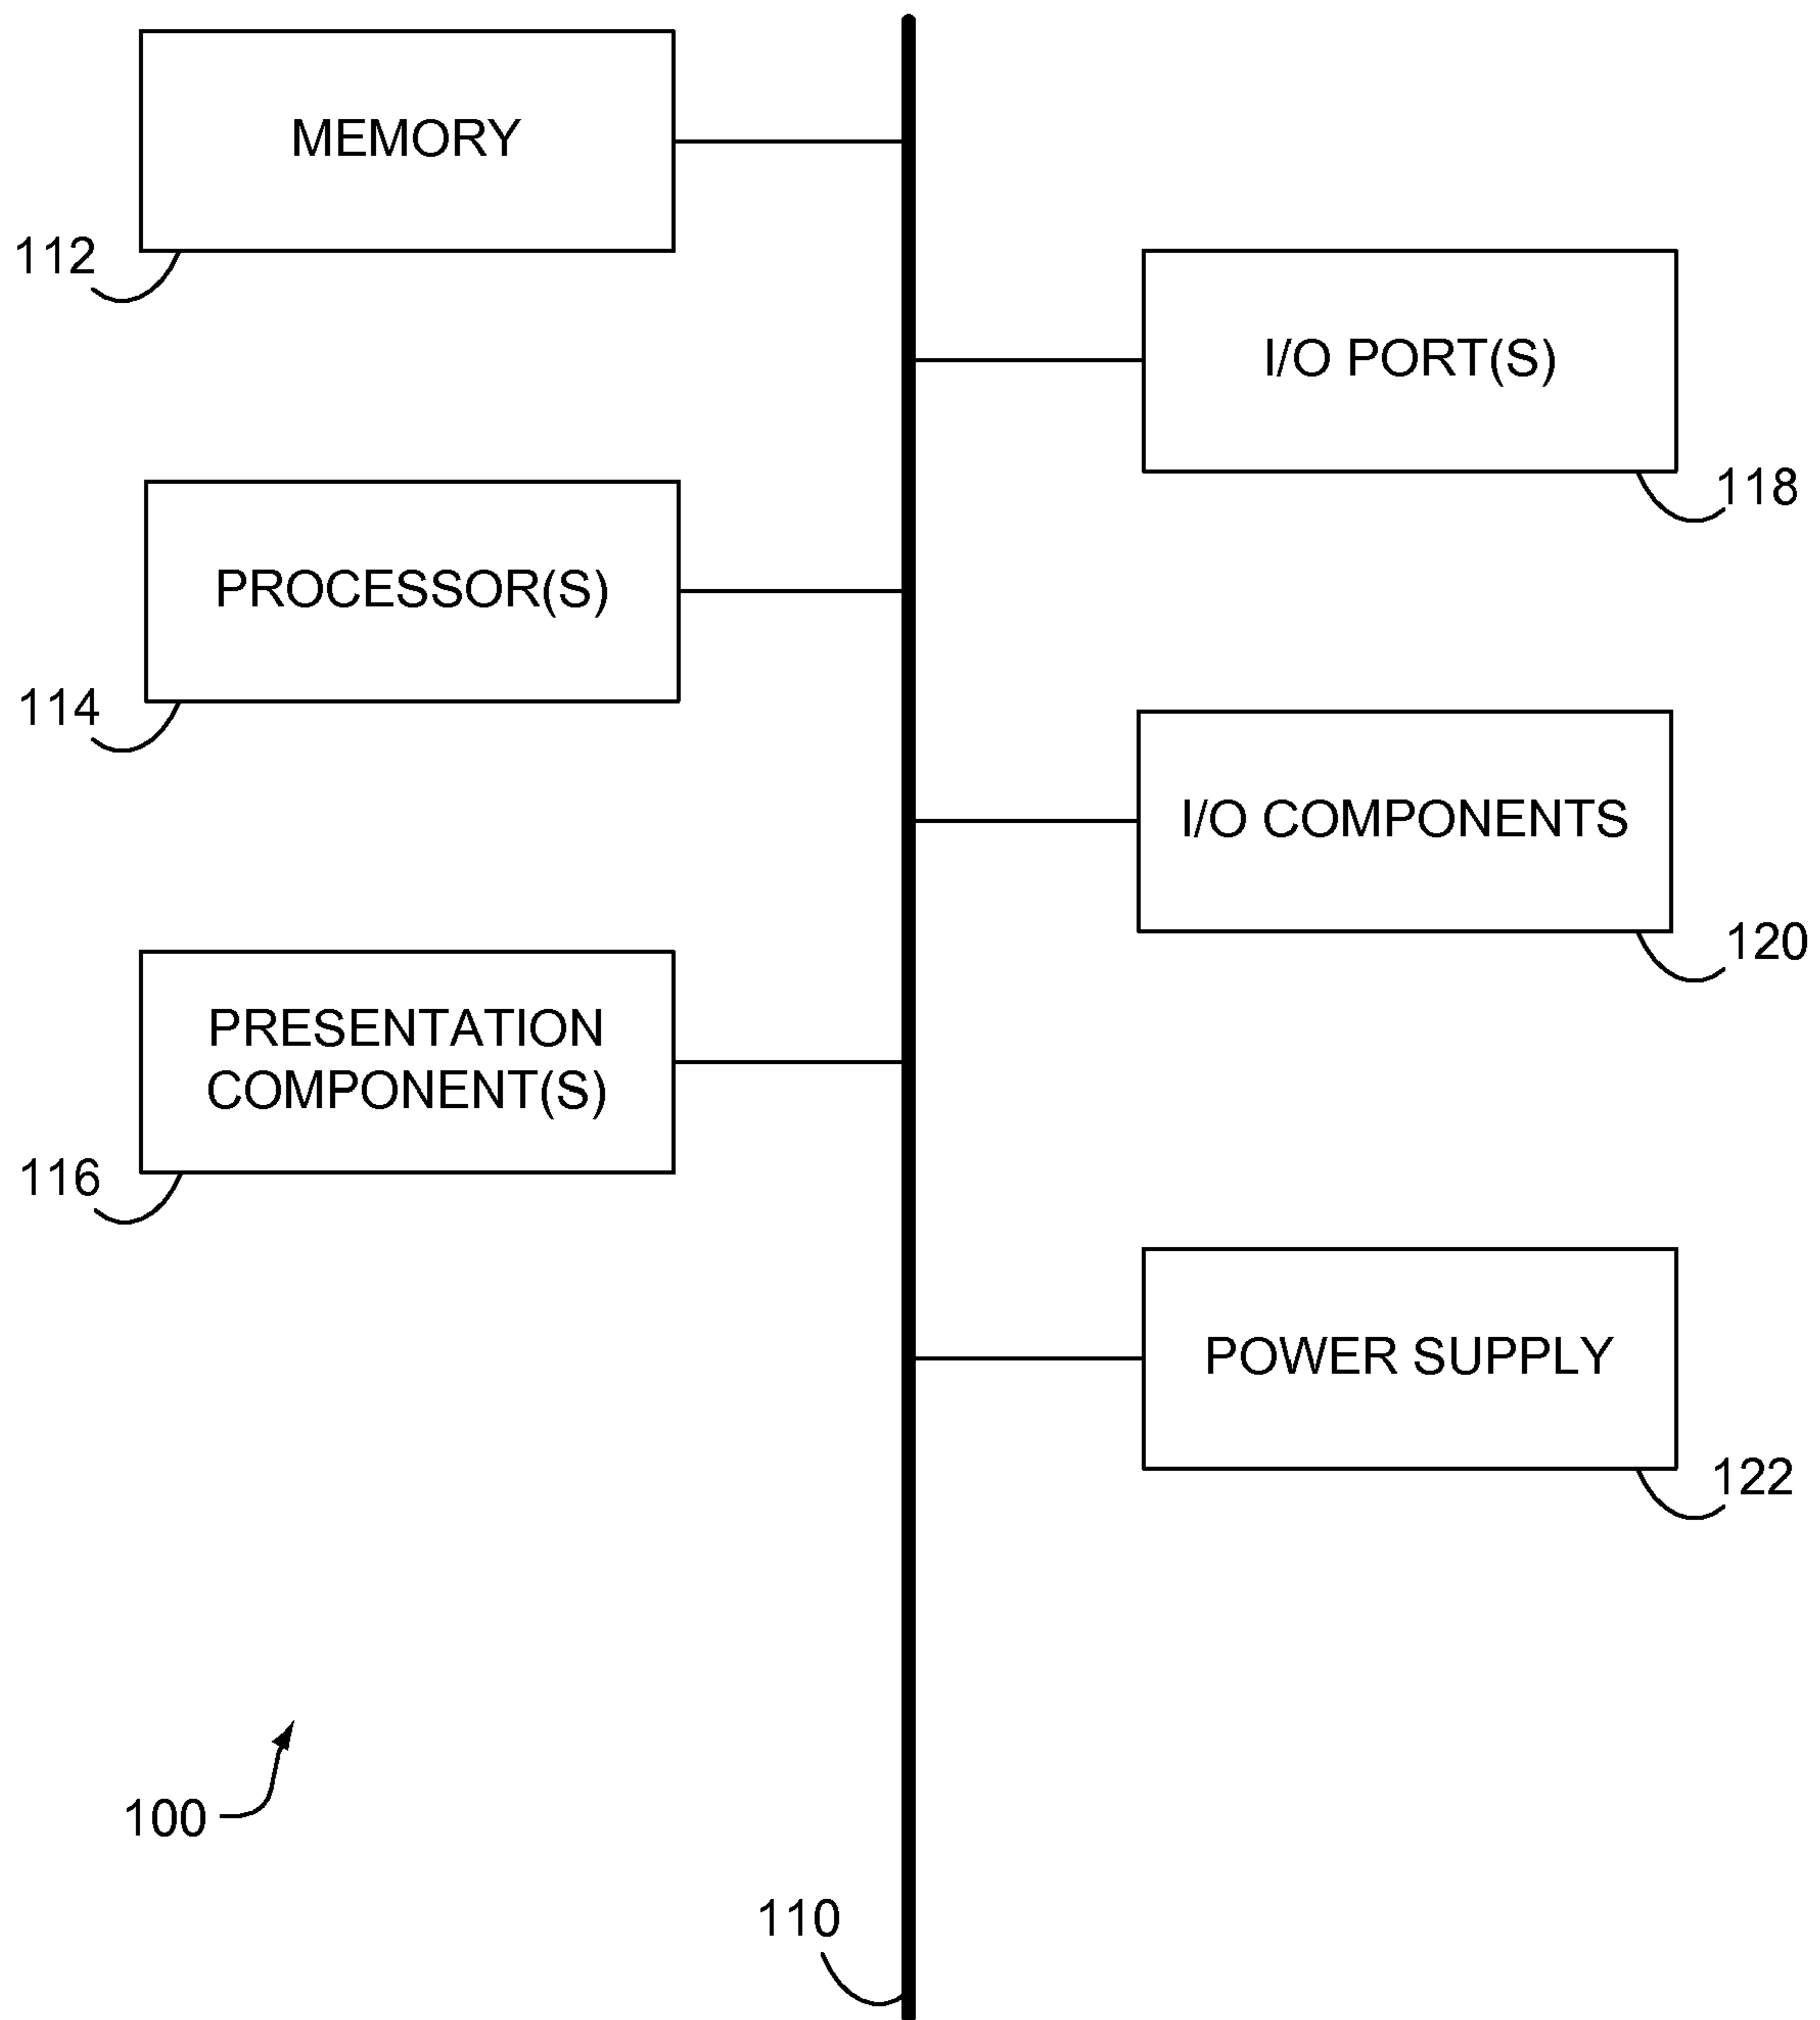 MEMORY
112
I/O PORT(S)
118
PROCESSOR(S)
114
I/O COMPONENTS
120
PRESENTATION
COMPONENT(S)
116
POWER SUPPLY
122
100
110